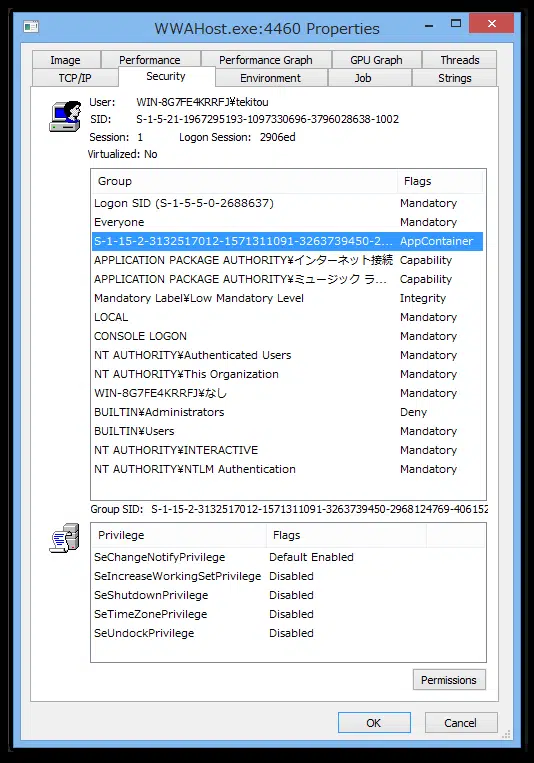 WWAHost.exe:4460 Properties
Image Performance Performance Graph GPU Graph Threads
TCP/IP Security Environment Job Strings
User: WIN-8G7FE4KRRFJ¥tekitou
SID: S-1-5-21-1967295193-1097330696-3796028638-1002
Session: 1 Logon Session: 2906ed
Virtualized: No
Group Flags
Logon SID (S-1-5-5-0-2688637) Mandatory
Everyone Mandatory
S-1-15-2-3132517012-1571311091-3263739450-2... AppContainer
APPLICATION PACKAGE AUTHORITY¥インターネット接続 Capability
APPLICATION PACKAGE AUTHORITY¥ミュージック ラ... Capability
Mandatory Label¥Low Mandatory Level Integrity
LOCAL Mandatory
CONSOLE LOGON Mandatory
NT AUTHORITY¥Authenticated Users Mandatory
NT AUTHORITY¥This Organization Mandatory
WIN-8G7FE4KRRFJ¥なし Mandatory
BUILTIN¥Administrators Deny
BUILTIN¥Users Mandatory
NT AUTHORITY¥INTERACTIVE Mandatory
NT AUTHORITY¥NTLM Authentication Mandatory
Group SID: S-1-15-2-3132517012-1571311091-3263739450-2968124769-406152
Privilege Flags
SeChangeNotifyPrivilege Default Enabled
SeIncreaseWorkingSetPrivilege Disabled
SeShutdownPrivilege Disabled
SeTimeZonePrivilege Disabled
SeUndockPrivilege Disabled
Permissions
OK Cancel